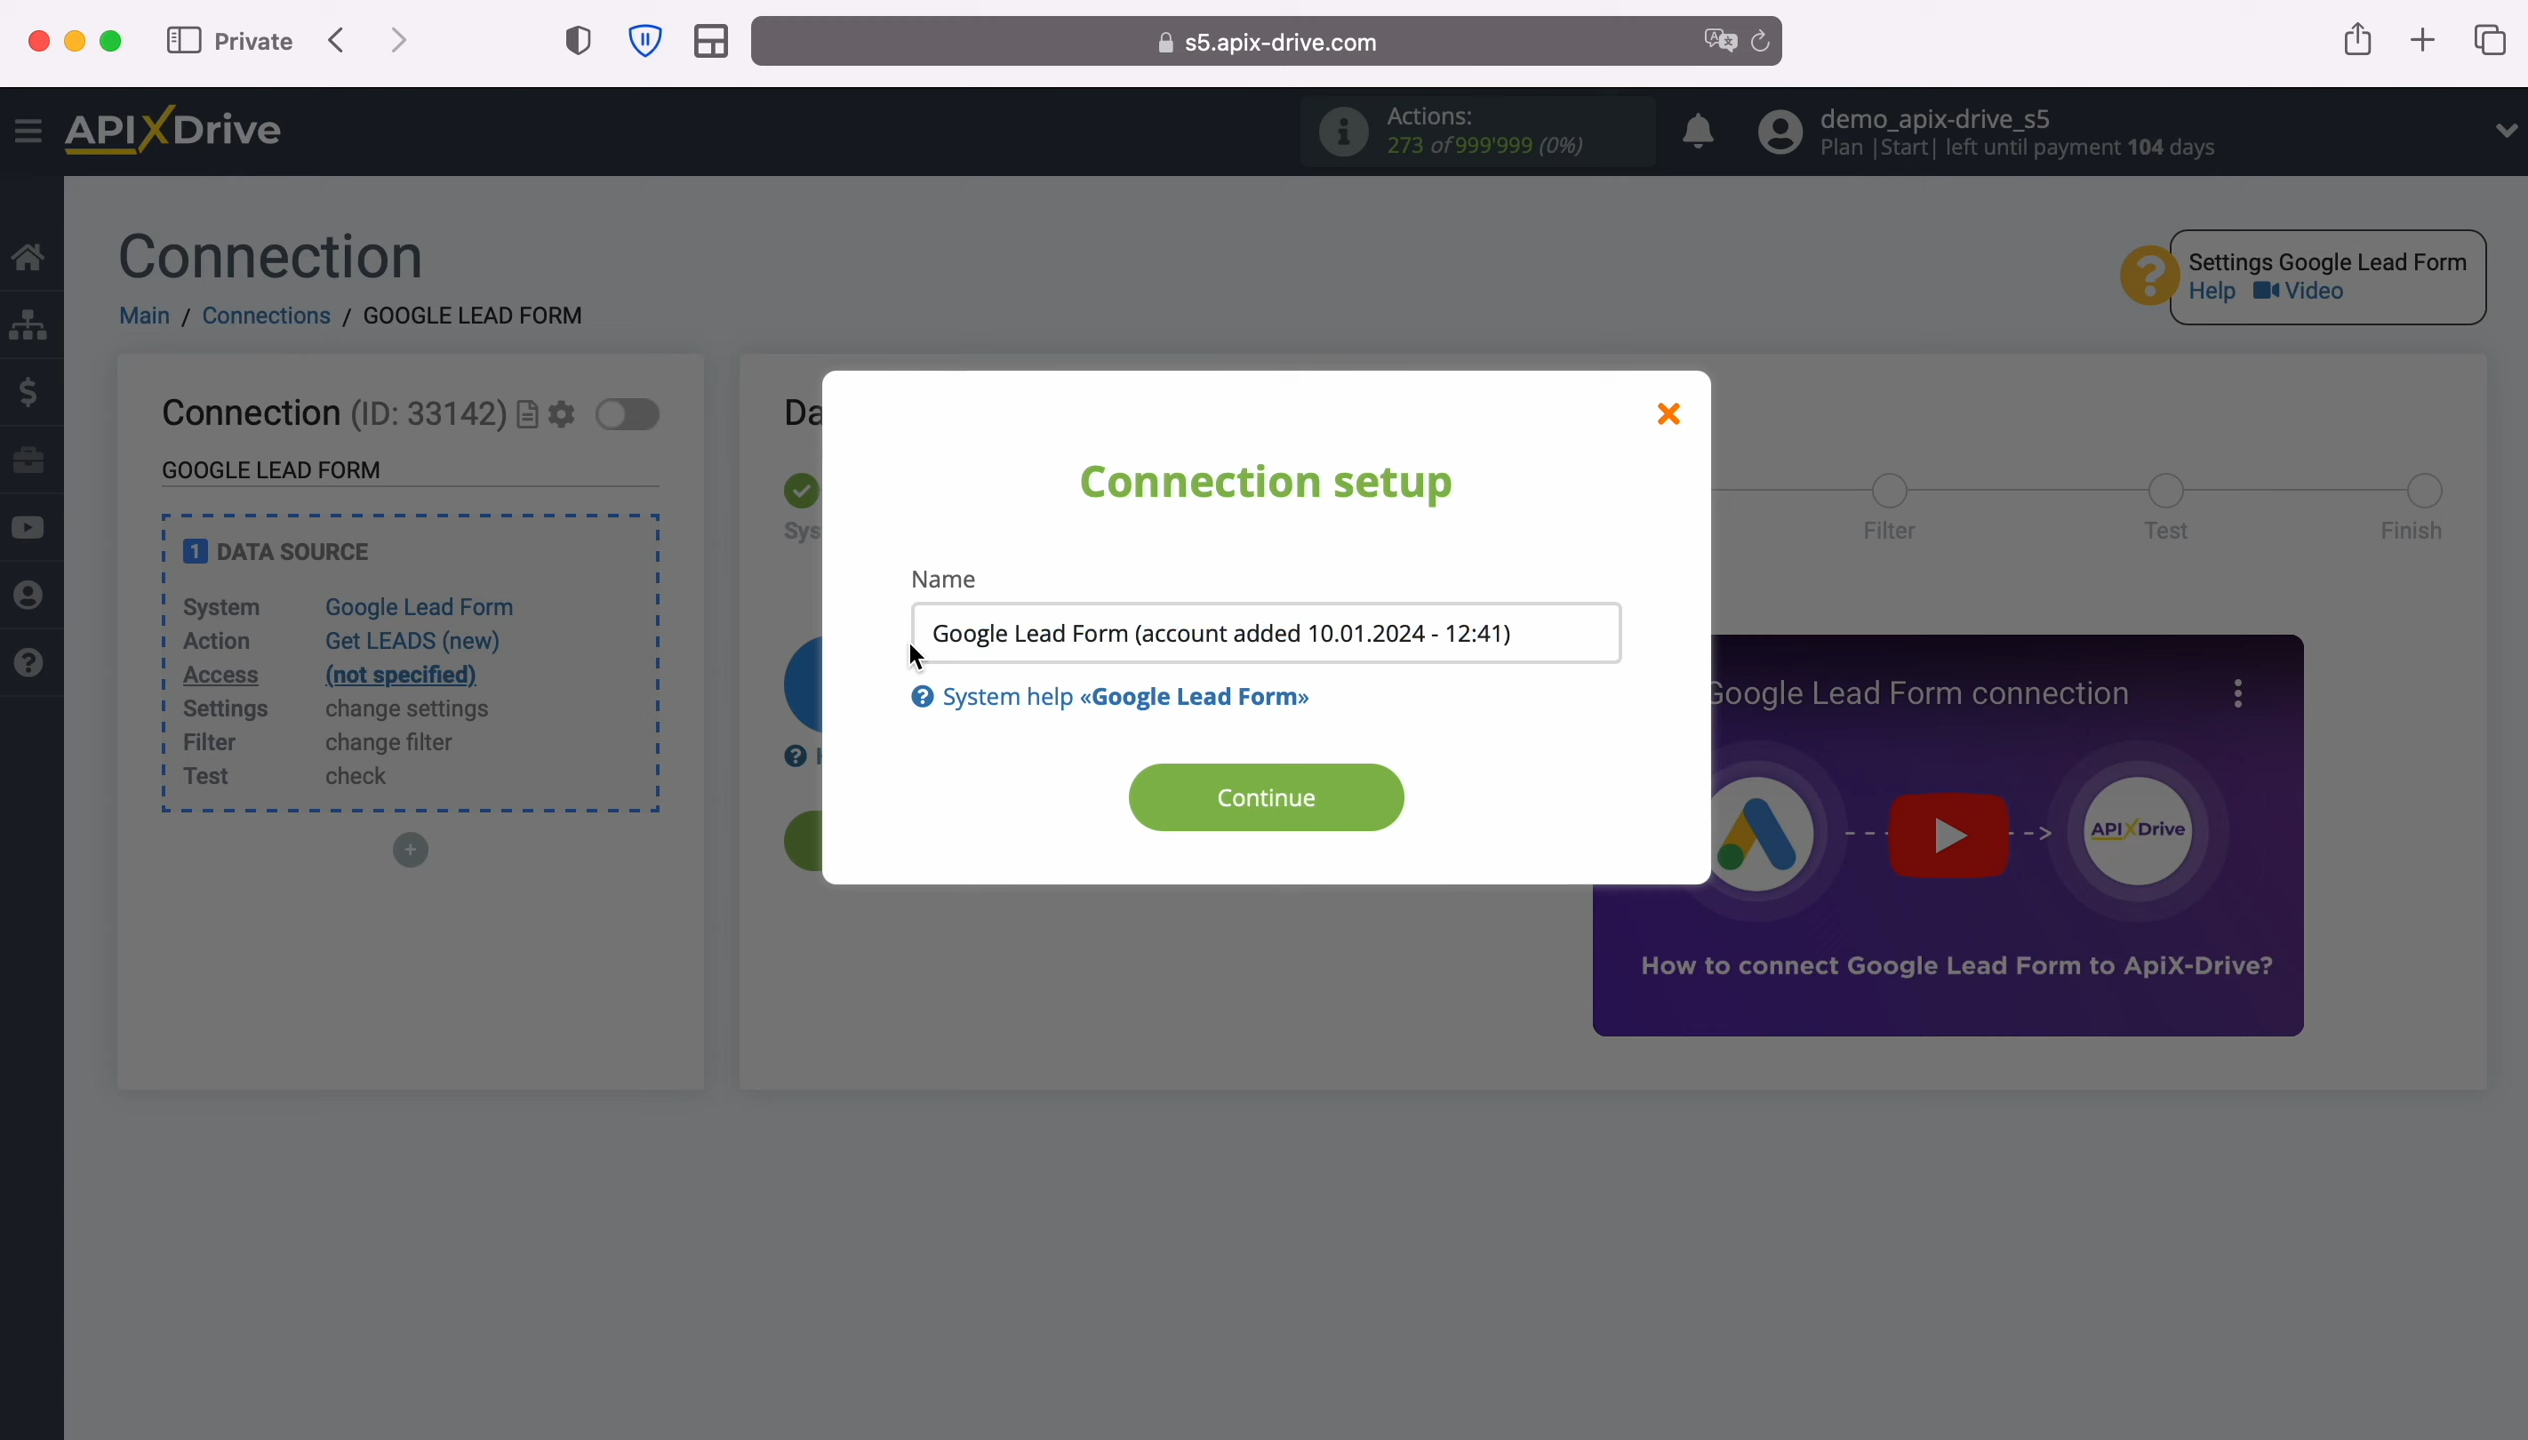 Private
s5.apix-drive.com
APIXDrive
Actions:
273 of 999'999 (0%)
demo_apix-drive_s5
Plan |Start| left until payment 104 days
Connection
Main / Connections / GOOGLE LEAD FORM
Settings Google Lead Form
Help Video
Connection (ID: 33142)
GOOGLE LEAD FORM
1 DATA SOURCE
System Google Lead Form
Action Get LEADS (new)
Access (not specified)
Settings change settings
Filter change filter
Test check
+
Da
Sys
Filter
Test
Finish
Connection setup
Name
Google Lead Form (account added 10.01.2024 - 12:41)
System help «Google Lead Form»
Continue
Google Lead Form connection
APIXDrive
How to connect Google Lead Form to ApiX-Drive?